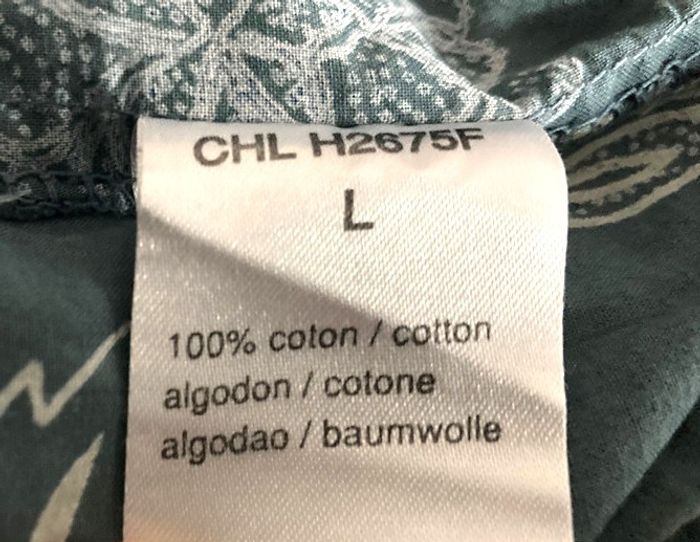 CHL H2675F
L
100% coton / cotton
algodon / cotone
algodao / baumwolle